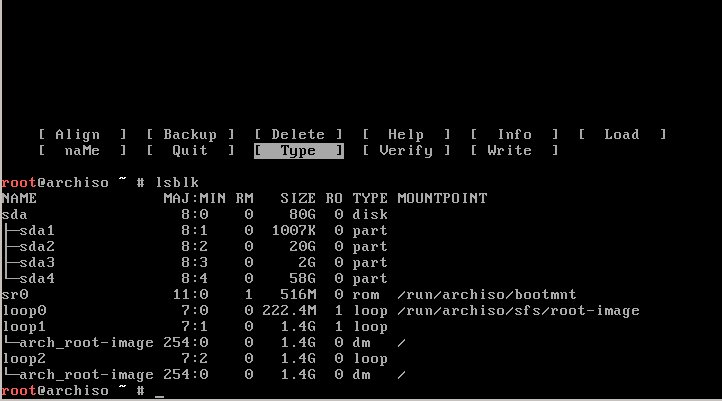 [ Align  ]  [ Backup ]  [ Delete ]  [  Help  ]  [  Info  ]  [  Load  ]
[  naMe  ]  [  Quit  ]  [  Type  ]  [ Verify ]  [ Write  ]
root@archiso ~ # lsblk
NAME              MAJ:MIN RM   SIZE RO TYPE MOUNTPOINT
sda                 8:0    0    80G  0 disk
├─sda1              8:1    0  1007K  0 part
├─sda2              8:2    0    20G  0 part
├─sda3              8:3    0     2G  0 part
└─sda4              8:4    0    58G  0 part
sr0                11:0    1   516M  0 rom  /run/archiso/bootmnt
loop0               7:0    0 222.4M  1 loop /run/archiso/sfs/root-image
loop1               7:1    0   1.4G  1 loop
└─arch_root-image 254:0    0   1.4G  0 dm   /
loop2               7:2    0   1.4G  0 loop
└─arch_root-image 254:0    0   1.4G  0 dm   /
root@archiso ~ # _